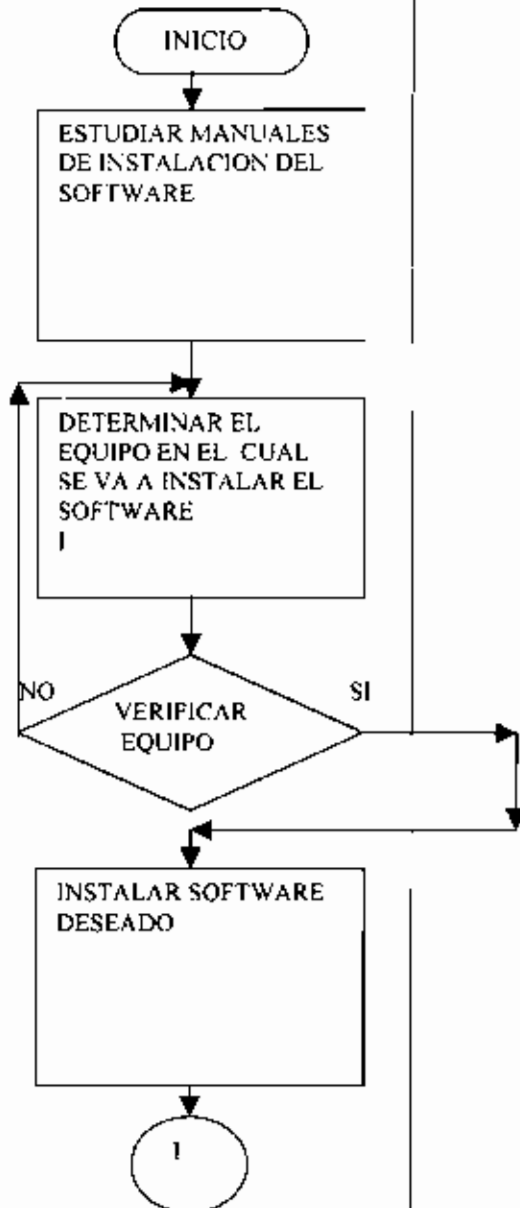 INICIO
ESTUDIAR MANUALES
DE INSTALACION DEL
SOFTWARE
DETERMINAR EL
EQUIPO EN EL CUAL
SE VA A INSTALAR EL
SOFTWARE
1
NO
SI
VERIFICAR
EQUIPO
INSTALAR SOFTWARE
DESEADO
1